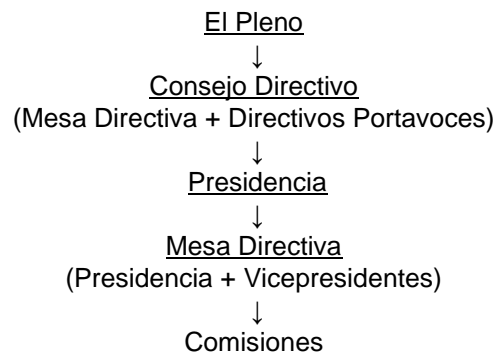 El Pleno
↓
Consejo Directivo
(Mesa Directiva + Directivos Portavoces)
↓
Presidencia
↓
Mesa Directiva
(Presidencia + Vicepresidentes)
↓
Comisiones